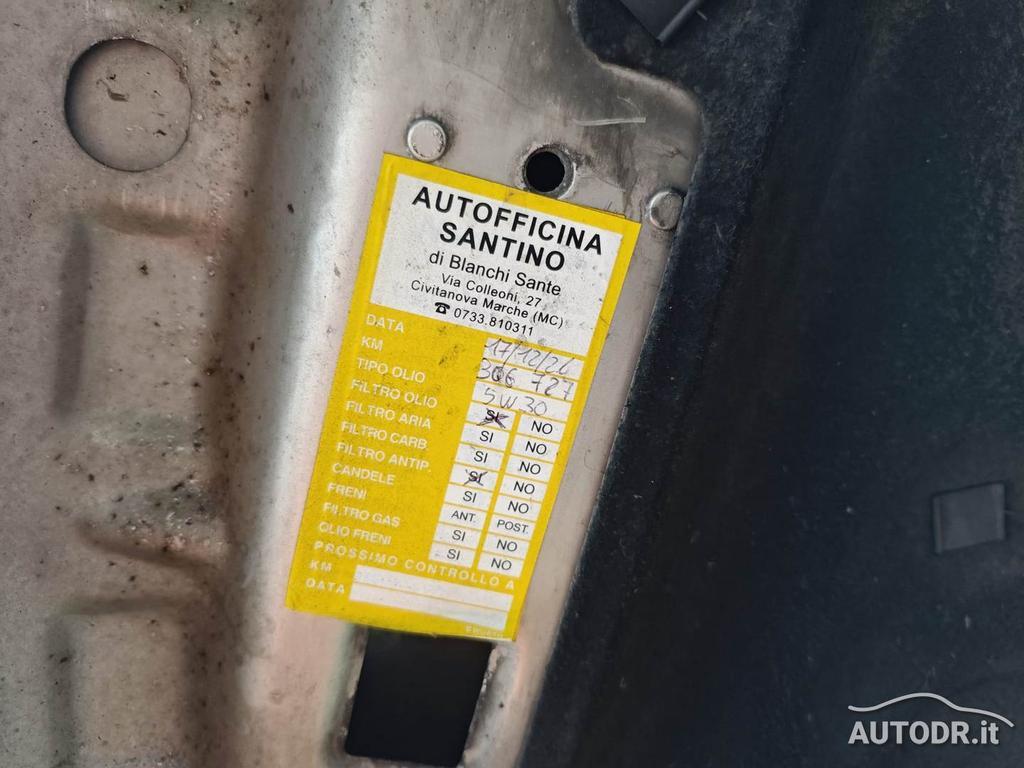 AUTOFFICINA
SANTINO
di Bianchi Sante
Via Colleoni, 27
Civitanova Marche (MC)
☎ 0733.810311
DATA 17/12/20
KM 306 727
TIPO OLIO 5W30
FILTRO OLIO SI NO
FILTRO ARIA SI NO
FILTRO CARB. SI NO
FILTRO ANTIP. SI NO
CANDELE SI NO
FRENI ANT. POST.
FILTRO GAS SI NO
OLIO FRENI SI NO
PROSSIMO CONTROLLO A
KM
DATA
AUTODR.it